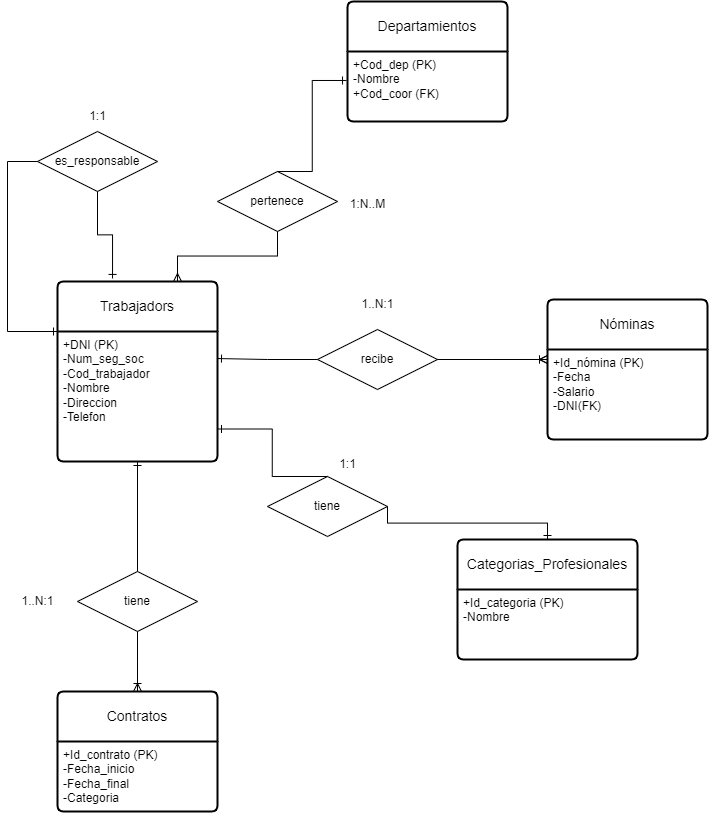 Departamientos
+Cod_dep (PK)
-Nombre
+Cod_coor (FK)
1:1
es_responsable
pertenece
1:N..M
Trabajadors
+DNI (PK)
-Num_seg_soc
-Cod_trabajador
-Nombre
-Direccion
-Telefon
1..N:1
recibe
Nóminas
+Id_nómina (PK)
-Fecha
-Salario
-DNI(FK)
1:1
tiene
Categorias_Profesionales
+Id_categoria (PK)
-Nombre
1..N:1
tiene
Contratos
+Id_contrato (PK)
-Fecha_inicio
-Fecha_final
-Categoria